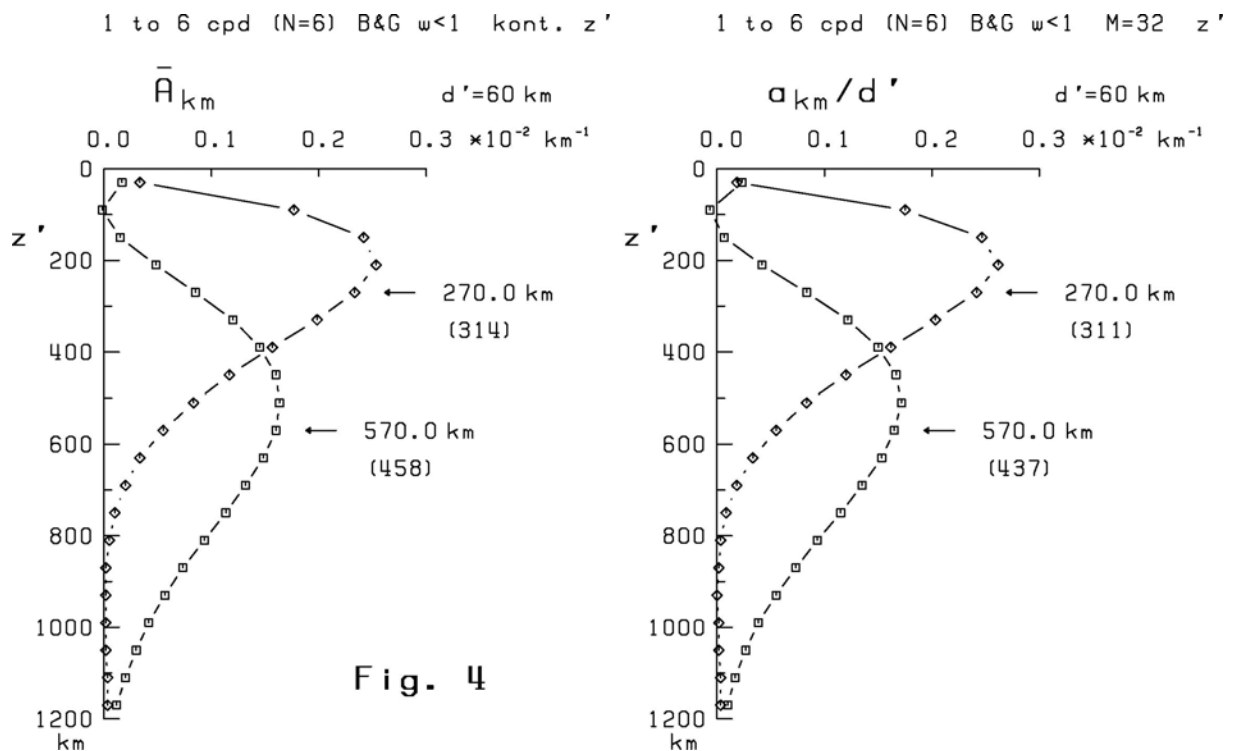 1 to 6 cpd (N=6) B&G w<1 kont. z'
Ā km
d'=60 km
0.0 0.1 0.2 0.3 *10⁻² km⁻¹
0
z'
200
270.0 km
(314)
400
570.0 km
600
(458)
800
1000
Fig. 4
1200
km
1 to 6 cpd (N=6) B&G w<1 M=32 z'
a km/d'
d'=60 km
0.0 0.1 0.2 0.3 *10⁻² km⁻¹
0
z'
200
270.0 km
(311)
400
570.0 km
600
(437)
800
1000
1200
km